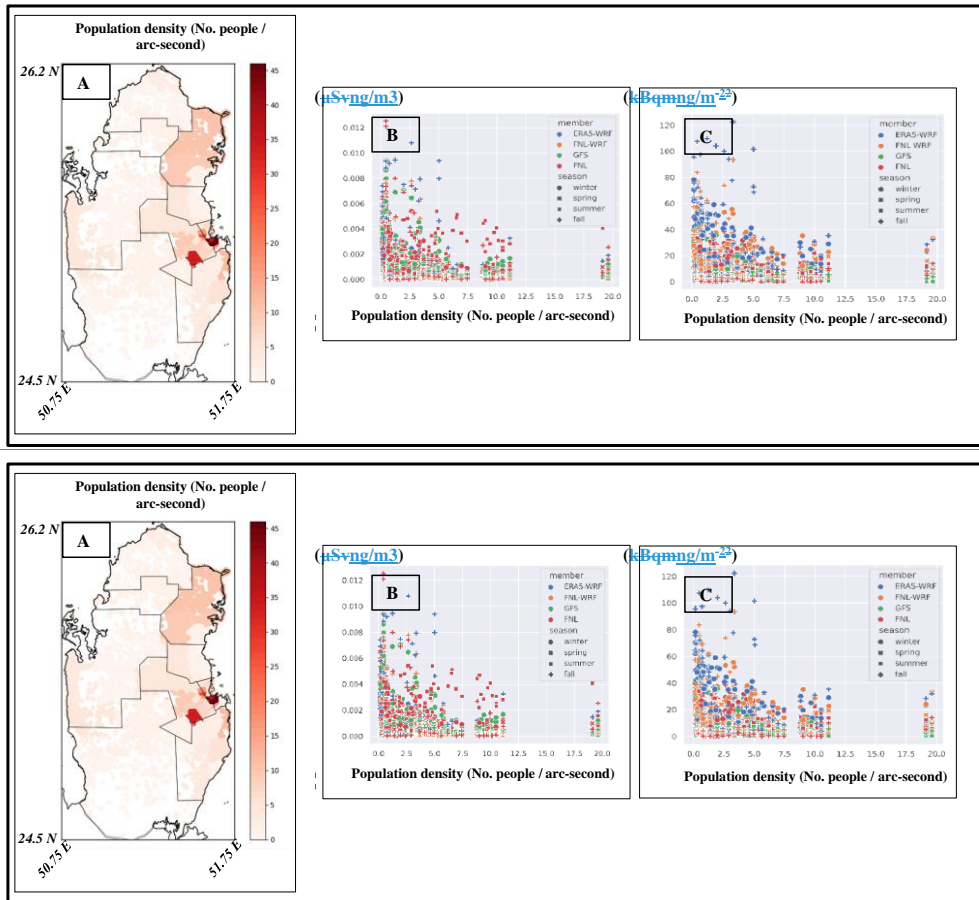 Population density (No. people /
arc-second)
26.2 N
A
45
40
35
30
25
20
15
10
5
0
24.5 N
50.75 E
51.75 E
(µSvng/m3)
B
0.012
0.010
0.008
0.006
0.004
0.002
0.000
member
ERA5-WRF
FNL-WRF
GFS
FNL
season
winter
spring
summer
fall
0.0 2.5 5.0 7.5 10.0 12.5 15.0 17.5 20.0
Population density (No. people / arc-second)
(kBqmng/m-22)
C
120
100
80
60
40
20
0
member
ERA5-WRF
FNL-WRF
GFS
FNL
season
winter
spring
summer
fall
0.0 2.5 5.0 7.5 10.0 12.5 15.0 17.5 20.0
Population density (No. people / arc-second)
Population density (No. people /
arc-second)
26.2 N
A
45
40
35
30
25
20
15
10
5
0
24.5 N
50.75 E
51.75 E
(µSvng/m3)
B
0.012
0.010
0.008
0.006
0.004
0.002
0.000
member
ERA5-WRF
FNL-WRF
GFS
FNL
season
winter
spring
summer
fall
0.0 2.5 5.0 7.5 10.0 12.5 15.0 17.5 20.0
Population density (No. people / arc-second)
(kBqmng/m-22)
C
120
100
80
60
40
20
0
member
ERA5-WRF
FNL-WRF
GFS
FNL
season
winter
spring
summer
fall
0.0 2.5 5.0 7.5 10.0 12.5 15.0 17.5 20.0
Population density (No. people / arc-second)